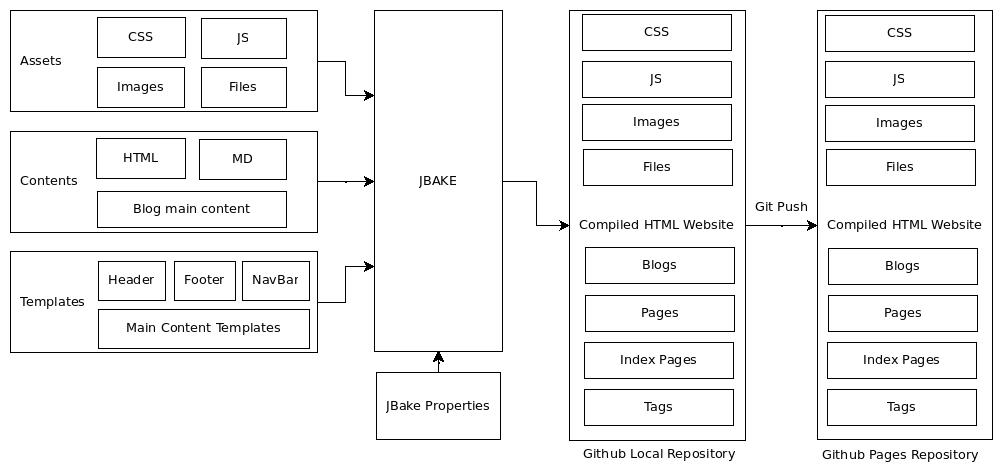 Assets
CSS
JS
Images
Files
Contents
HTML
MD
Blog main content
Templates
Header
Footer
NavBar
Main Content Templates
JBAKE
JBake Properties
CSS
JS
Images
Files
Compiled HTML Website
Blogs
Pages
Index Pages
Tags
Github Local Repository
Git Push
CSS
JS
Images
Files
Compiled HTML Website
Blogs
Pages
Index Pages
Tags
Github Pages Repository